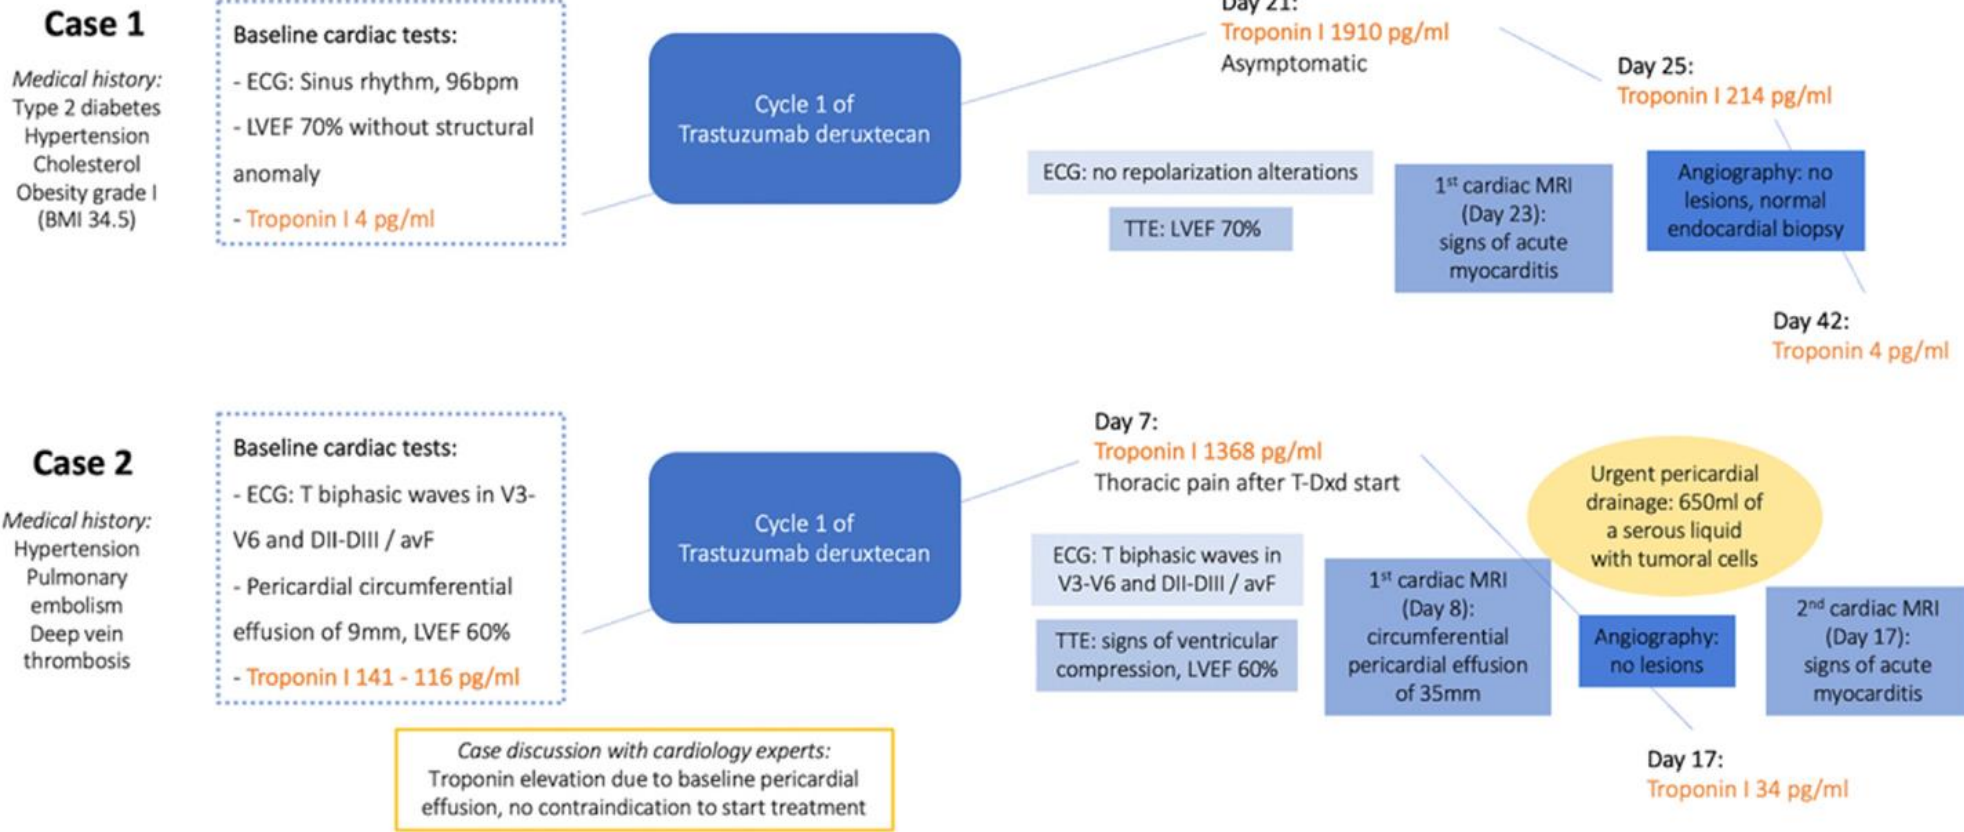 Case 1
Medical history:
Type 2 diabetes
Hypertension
Cholesterol
Obesity grade I
(BMI 34.5)
Baseline cardiac tests:
- ECG: Sinus rhythm, 96bpm
- LVEF 70% without structural
anomaly
- Troponin I 4 pg/ml
Cycle 1 of
Trastuzumab deruxtecan
Day 21:
Troponin I 1910 pg/ml
Asymptomatic
ECG: no repolarization alterations
TTE: LVEF 70%
1st cardiac MRI
(Day 23):
signs of acute
myocarditis
Day 25:
Troponin I 214 pg/ml
Angiography: no
lesions, normal
endocardial biopsy
Day 42:
Troponin 4 pg/ml
Case 2
Medical history:
Hypertension
Pulmonary
embolism
Deep vein
thrombosis
Baseline cardiac tests:
- ECG: T biphasic waves in V3-
V6 and DII-DIII / avF
- Pericardial circumferential
effusion of 9mm, LVEF 60%
- Troponin I 141 - 116 pg/ml
Case discussion with cardiology experts:
Troponin elevation due to baseline pericardial
effusion, no contraindication to start treatment
Cycle 1 of
Trastuzumab deruxtecan
Day 7:
Troponin I 1368 pg/ml
Thoracic pain after T-Dxd start
ECG: T biphasic waves in
V3-V6 and DII-DIII / avF
TTE: signs of ventricular
compression, LVEF 60%
1st cardiac MRI
(Day 8):
circumferential
pericardial effusion
of 35mm
Urgent pericardial
drainage: 650ml of
a serous liquid
with tumoral cells
Angiography:
no lesions
2nd cardiac MRI
(Day 17):
signs of acute
myocarditis
Day 17:
Troponin I 34 pg/ml